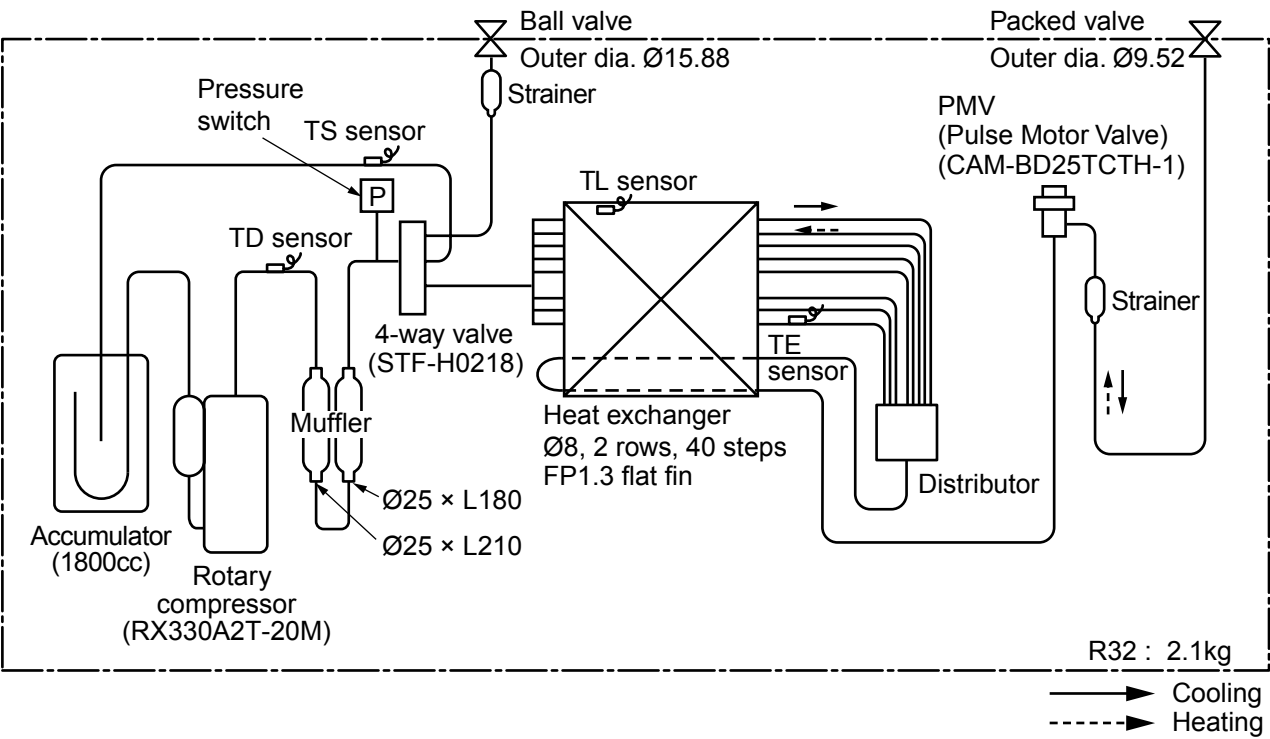 Ball valve
Outer dia. Ø15.88
Packed valve
Outer dia. Ø9.52
Strainer
Pressure
switch
TS sensor
P
PMV
(Pulse Motor Valve)
(CAM-BD25TCTH-1)
TL sensor
TD sensor
4-way valve
(STF-H0218)
Strainer
TE
sensor
Muffler
Heat exchanger
Ø8, 2 rows, 40 steps
FP1.3 flat fin
Distributor
Ø25 × L180
Ø25 × L210
Accumulator
(1800cc)
Rotary
compressor
(RX330A2T-20M)
R32 : 2.1kg
Cooling
Heating